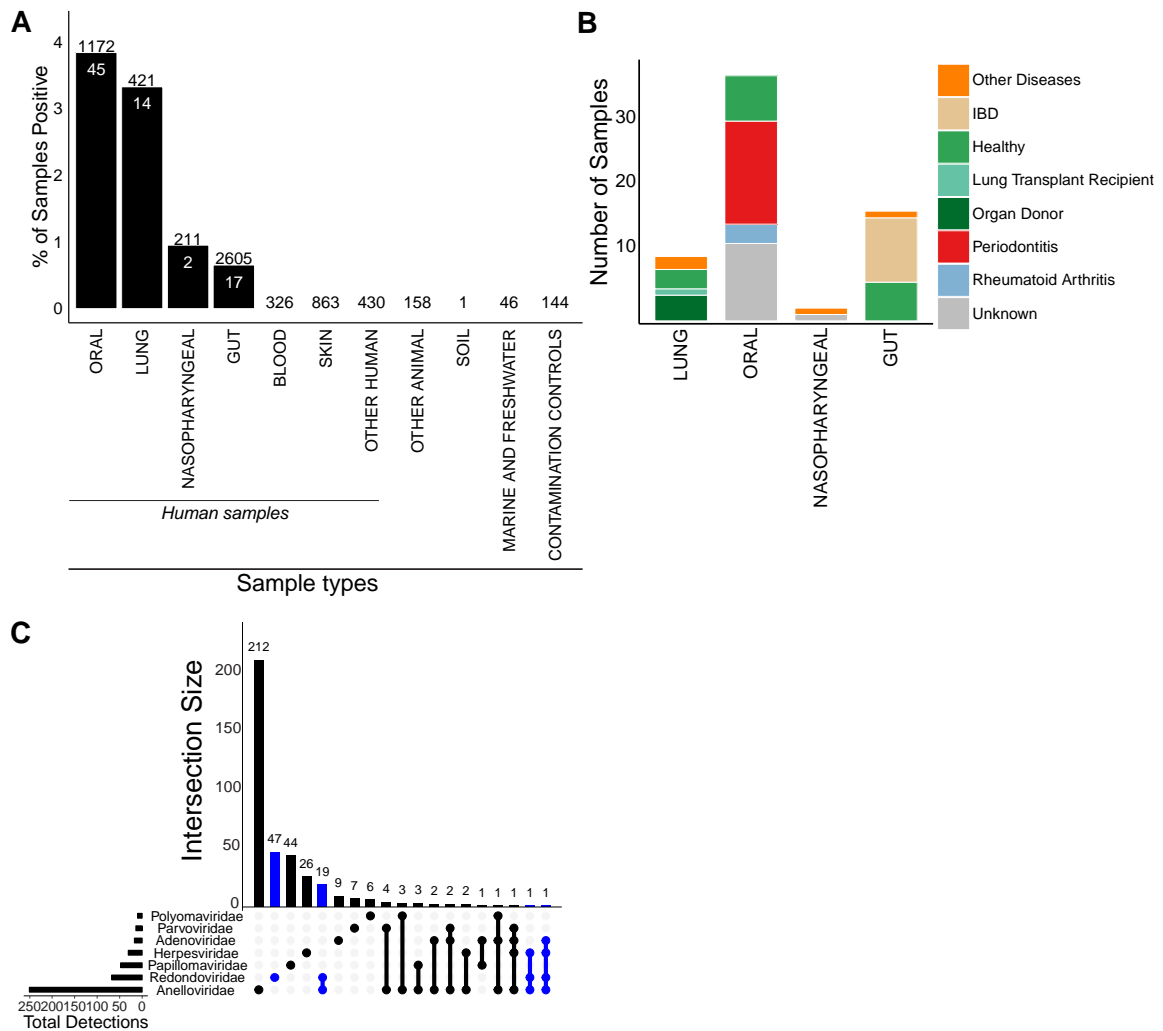 A
% of Samples Positive
4
3
2
1
0
1172
45
421
14
211
2
2605
17
326
863
430
158
1
46
144
ORAL
LUNG
NASOPHARYNGEAL
GUT
BLOOD
SKIN
OTHER HUMAN
OTHER ANIMAL
SOIL
MARINE AND FRESHWATER
CONTAMINATION CONTROLS
Human samples
Sample types
B
Number of Samples
30
20
10
LUNG
ORAL
NASOPHARYNGEAL
GUT
Other Diseases
IBD
Healthy
Lung Transplant Recipient
Organ Donor
Periodontitis
Rheumatoid Arthritis
Unknown
C
Intersection Size
200
150
100
50
0
212
47
44
26
19
9
7
6
4
3
3
2
2
2
1
1
1
1
1
Polyomaviridae
Parvoviridae
Adenoviridae
Herpesviridae
Papillomaviridae
Redondoviridae
Anelloviridae
250 200 150 100 50 0
Total Detections